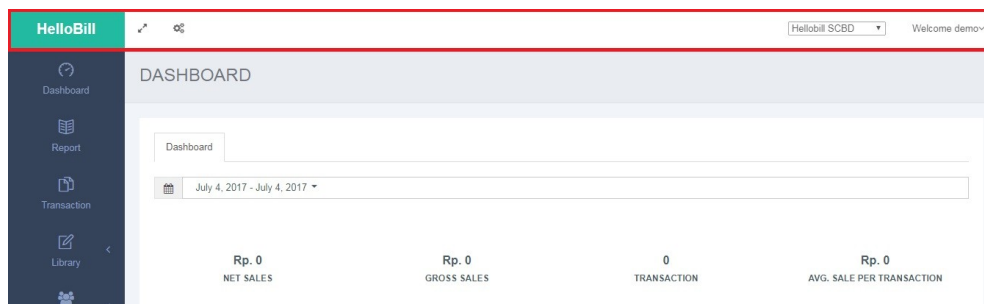 HelloBill
Hellobill SCBD
Welcome demo
Dashboard
Report
Transaction
Library
DASHBOARD
Dashboard
July 4, 2017 - July 4, 2017
Rp. 0
NET SALES
Rp. 0
GROSS SALES
0
TRANSACTION
Rp. 0
AVG. SALE PER TRANSACTION